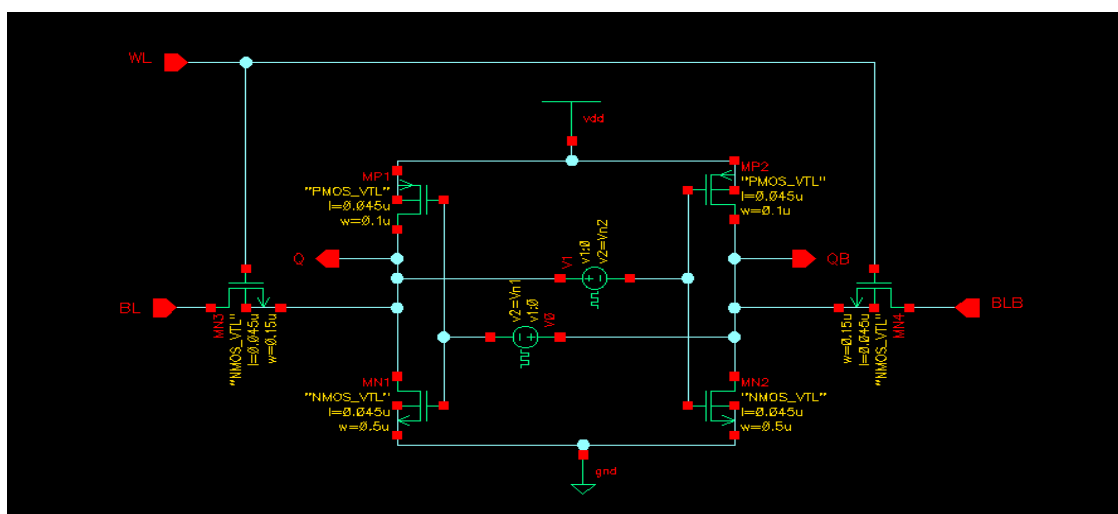 WL
vdd
MP1
"PMOS_VTL"
l=0.045u
w=0.1u
MP2
"PMOS_VTL"
l=0.045u
w=0.1u
Q
V1
v1:0
v2=Vn2
QB
BL
MN3
"NMOS_VTL"
l=0.045u
w=0.15u
v2=Vn1
v1:0
V0
w=0.15u
l=0.045u
"NMOS_VTL"
MN4
BLB
MN1
"NMOS_VTL"
l=0.045u
w=0.5u
MN2
"NMOS_VTL"
l=0.045u
w=0.5u
gnd